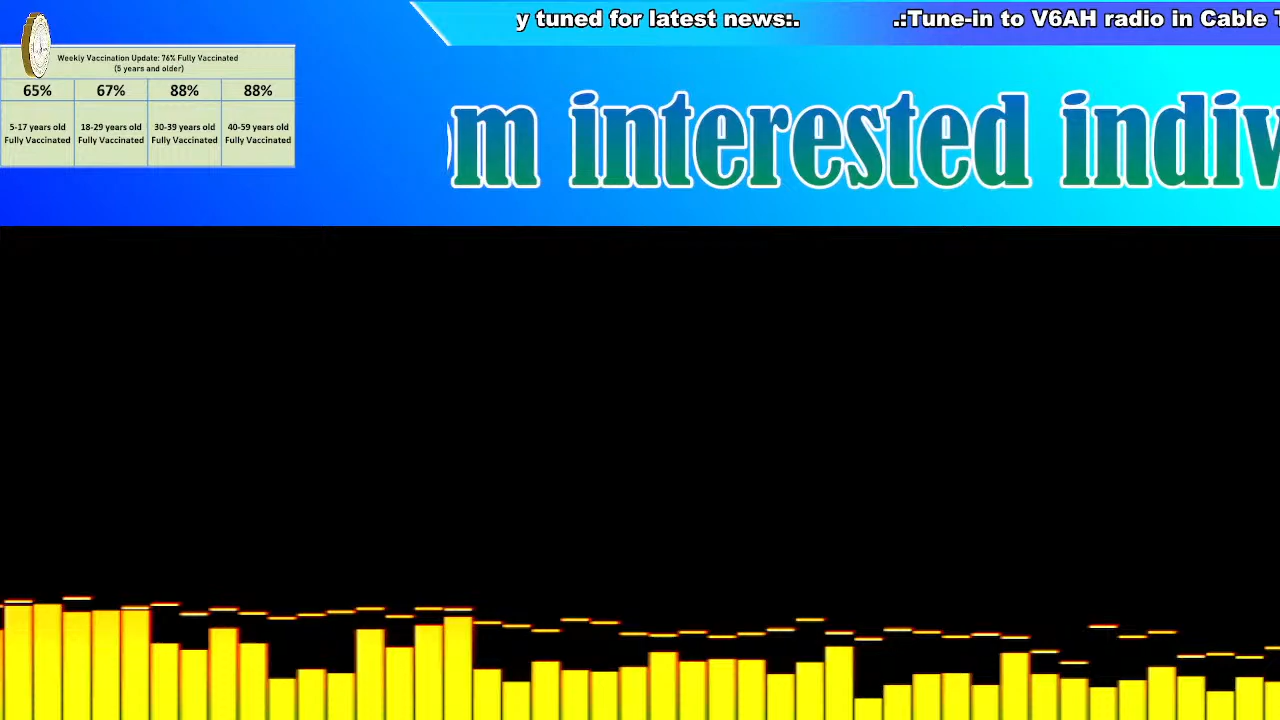 y tuned for latest news:.
.:Tune-in to V6AH radio in Cable
Weekly Vaccination Update: 76% Fully Vaccinated
(5 years and older)
65% 67% 88% 88%
5-17 years old 18-29 years old 30-39 years old 40-59 years old
Fully Vaccinated Fully Vaccinated Fully Vaccinated Fully Vaccinated
m interested indiv